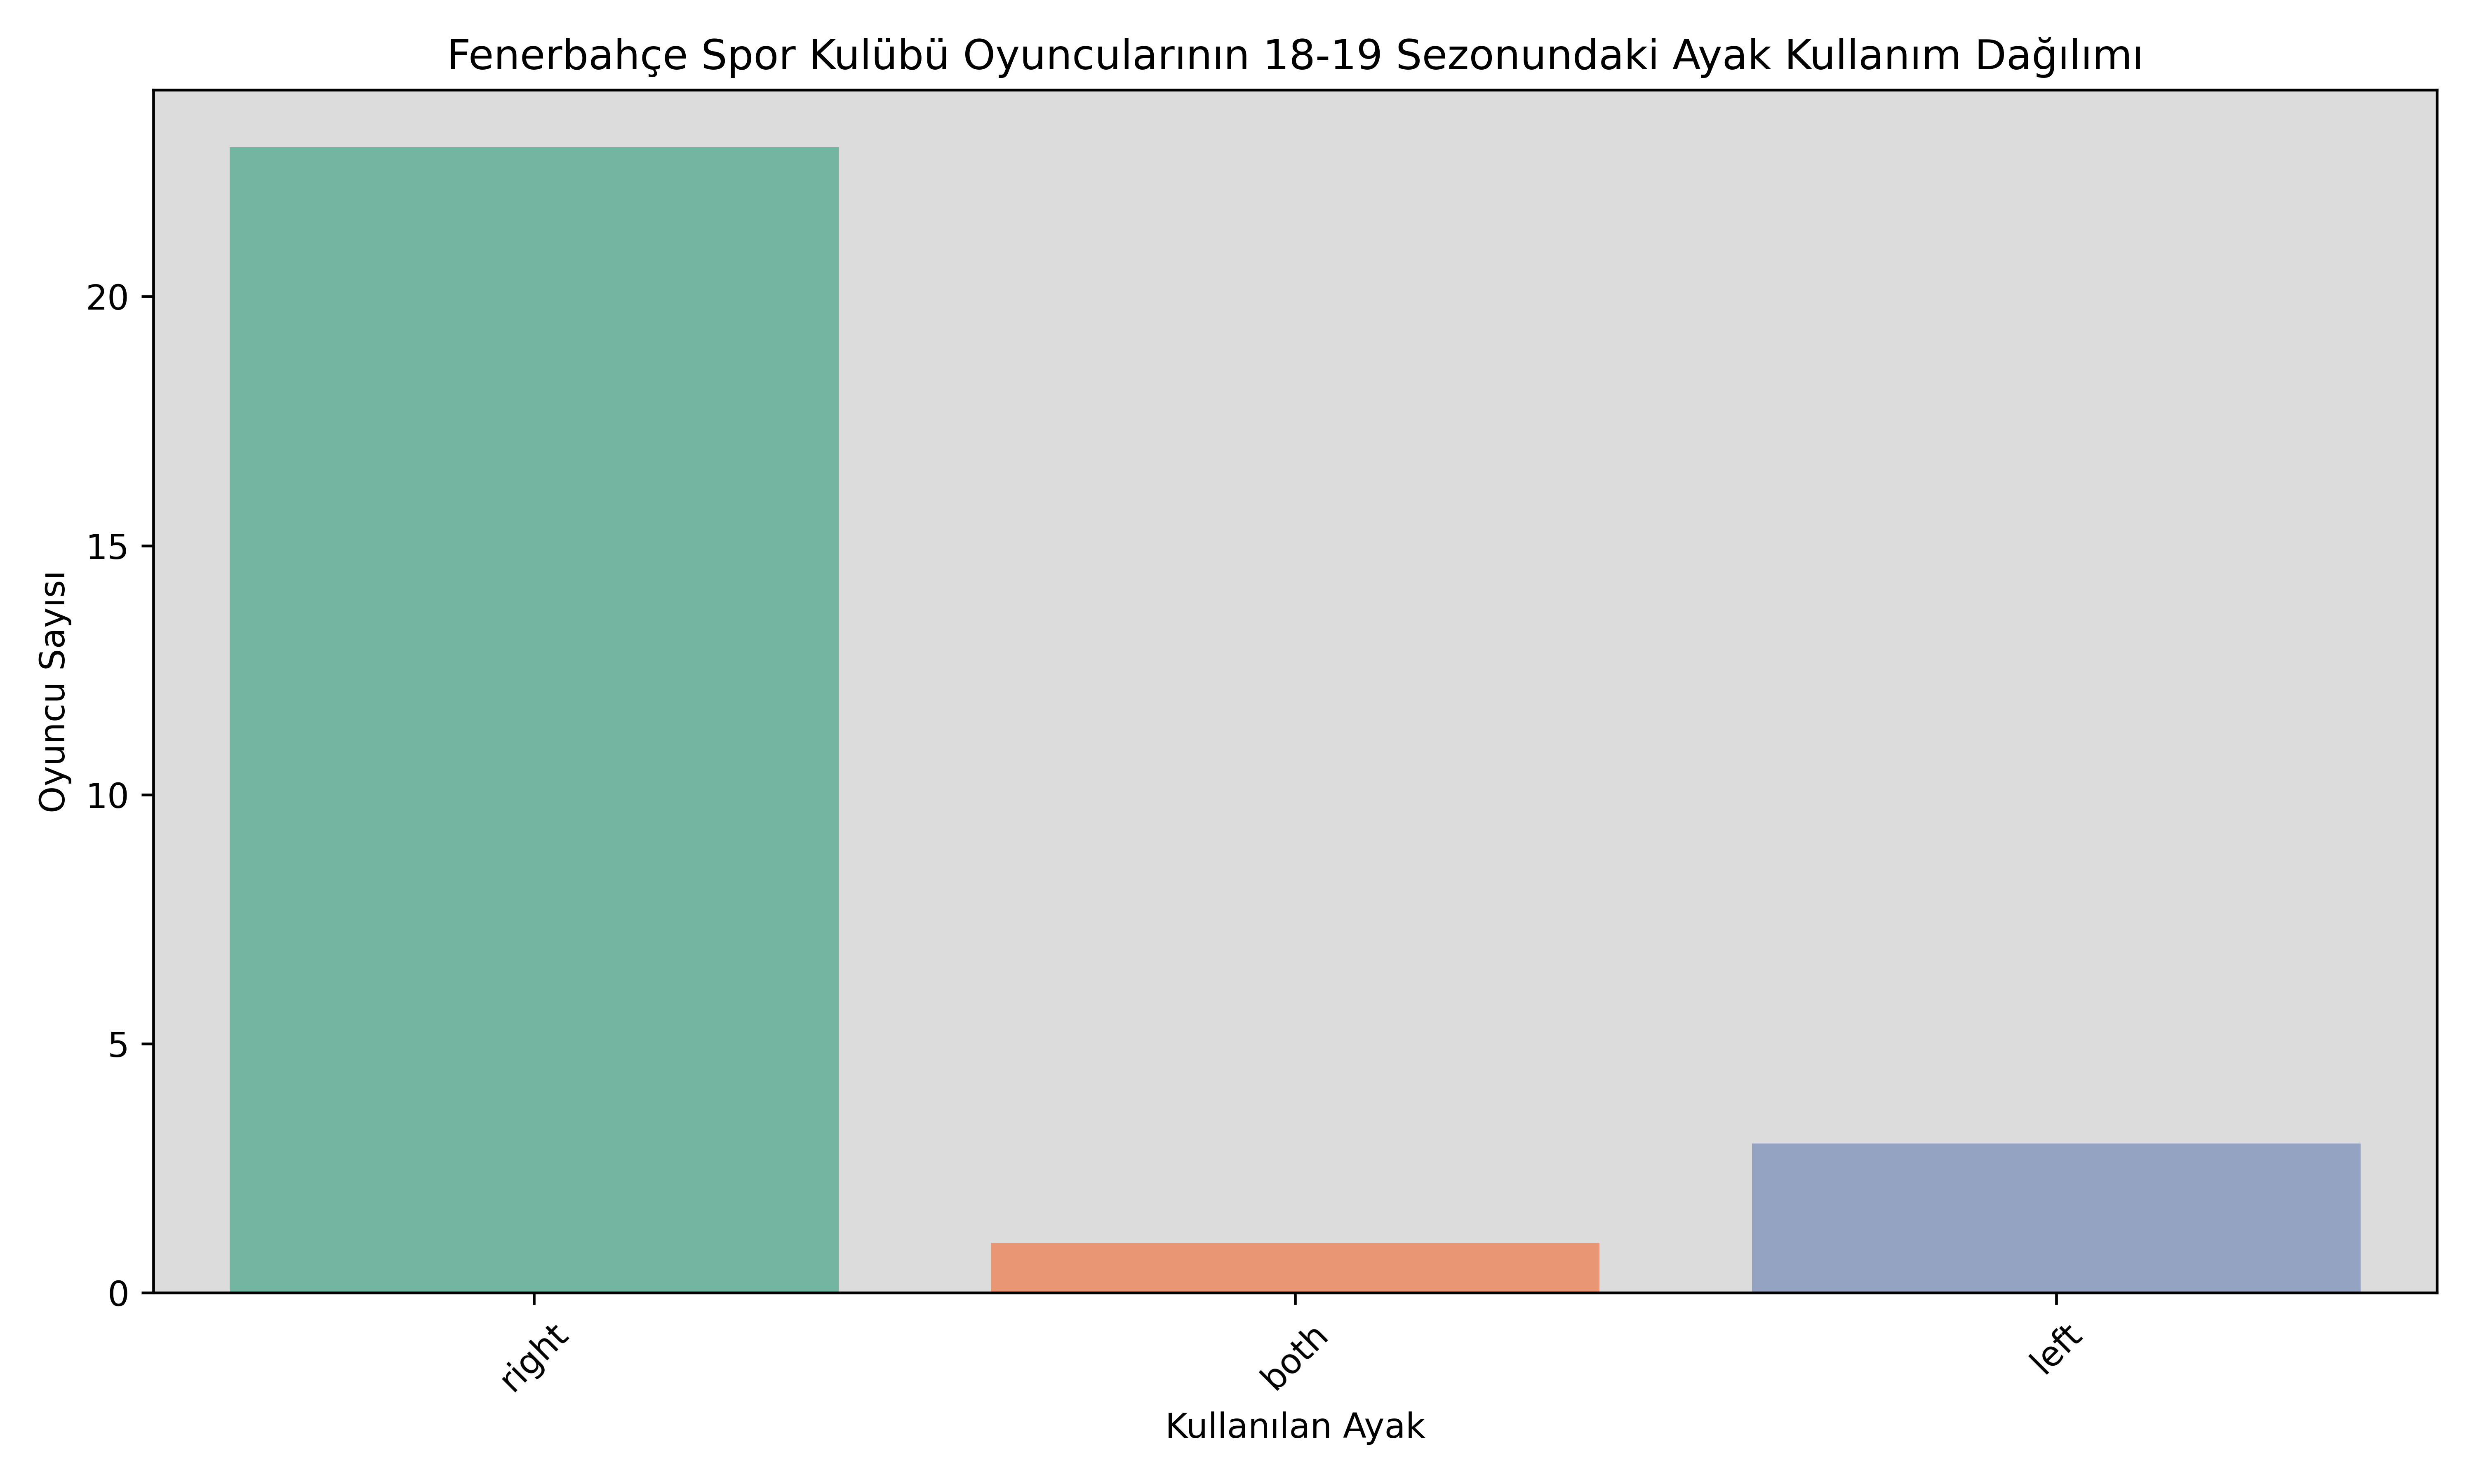 Fenerbahçe Spor Kulübü Oyuncularının 18-19 Sezonundaki Ayak Kullanım Dağılımı
Oyuncu Sayısı
20
15
10
5
0
right
both
left
Kullanılan Ayak